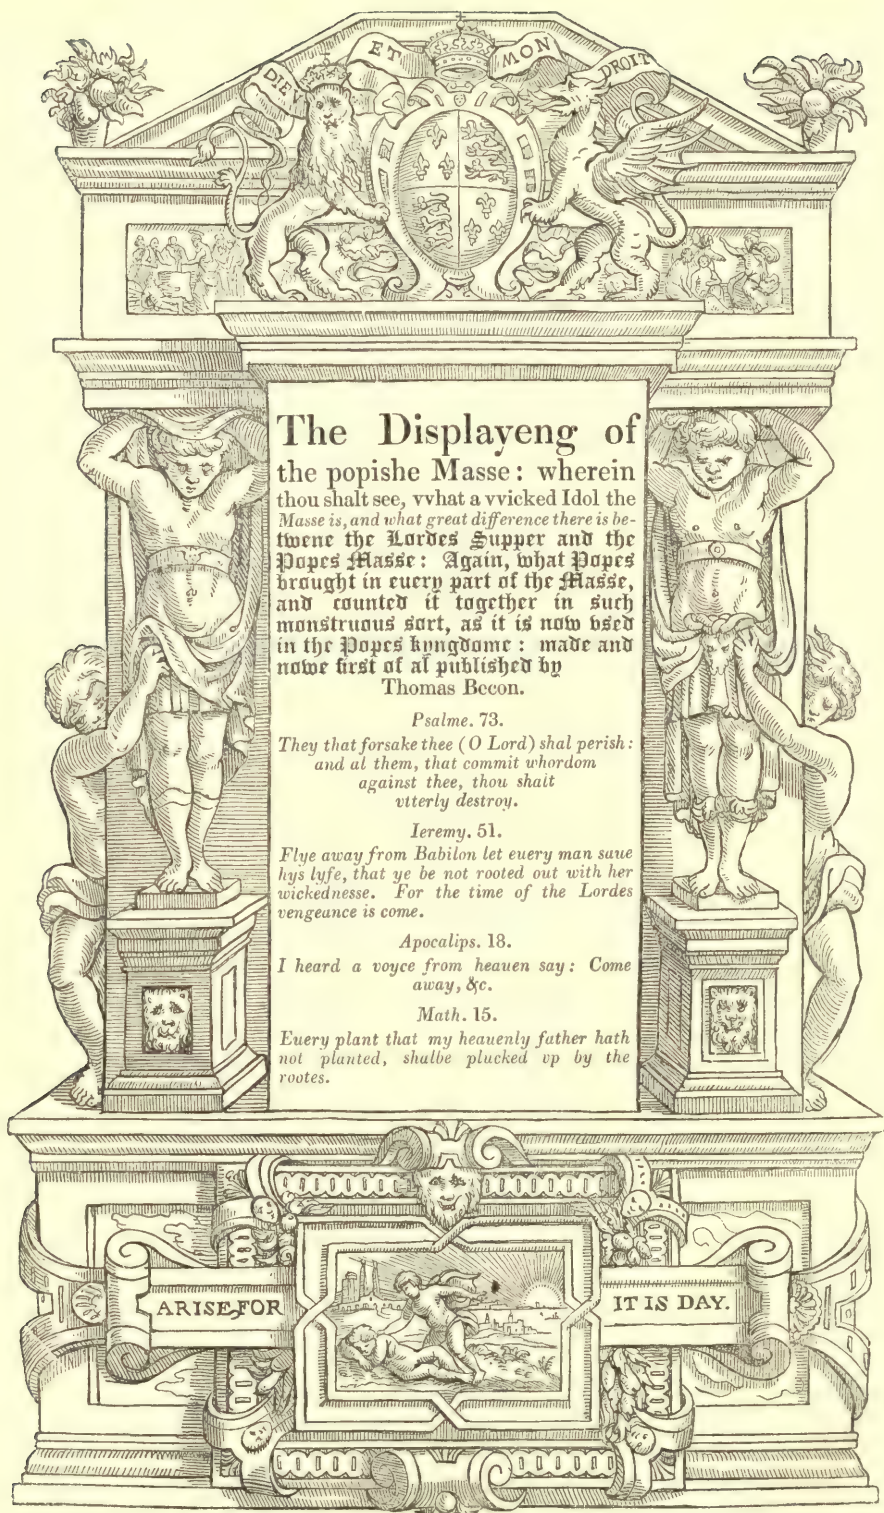 DIEV ET MON DROIT
The Displayeng of
the popishe Masse: wherein
thou shalt see, vvhat a vvicked Idol the
Masse is, and what great difference there is be-
twene the Lordes Supper and the
Popes Masse: Again, what Popes
brought in euery part of the Masse,
and counted it together in such
monstruous sort, as it is now vsed
in the Popes kyngdome: made and
nowe first of al published by
Thomas Becon.
Psalme. 73.
They that forsake thee (O Lord) shal perish:
and al them, that commit whordom
against thee, thou shalt
vtterly destroy.
Ieremy. 51.
Flye away from Babilon let euery man saue
hys lyfe, that ye be not rooted out with her
wickednesse. For the time of the Lordes
vengeance is come.
Apocalips. 18.
I heard a voyce from heauen say: Come
away, &c.
Math. 15.
Euery plant that my heauenly father hath
not planted, shalbe plucked vp by the
rootes.
ARISE, FOR IT IS DAY.